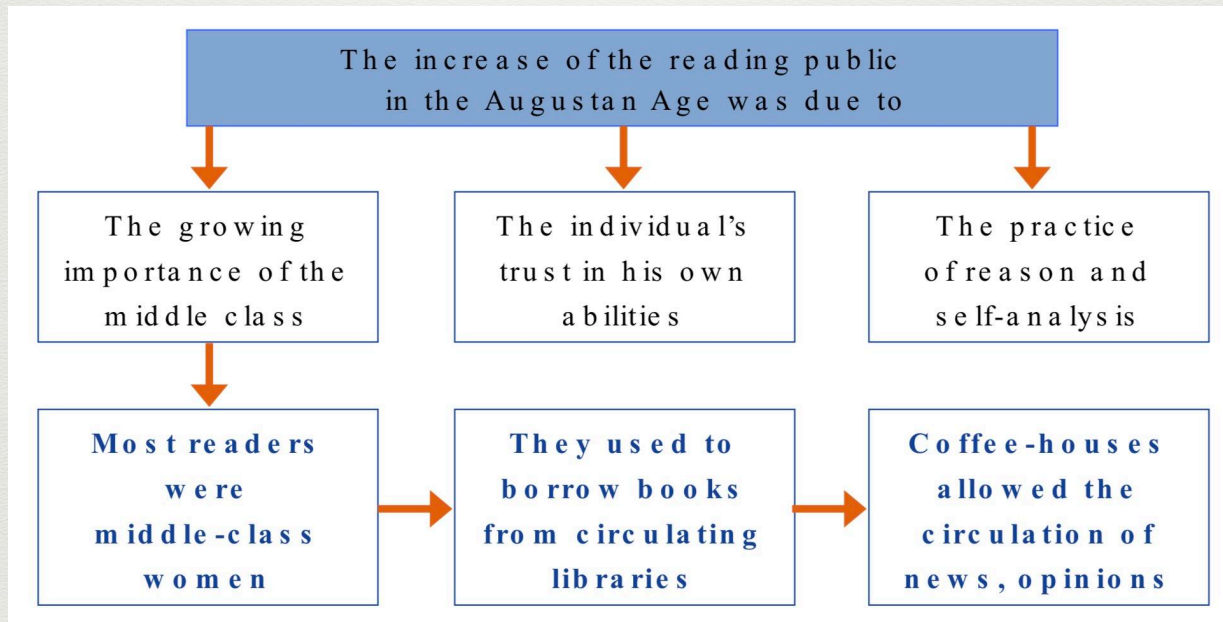 The increase of the reading public
in the Augustan Age was due to
The growing
importance of the
middle class
The individual’s
trust in his own
abilities
The practice
of reason and
self-analysis
Most readers
were
middle-class
women
They used to
borrow books
from circulating
libraries
Coffee-houses
allowed the
circulation of
news, opinions